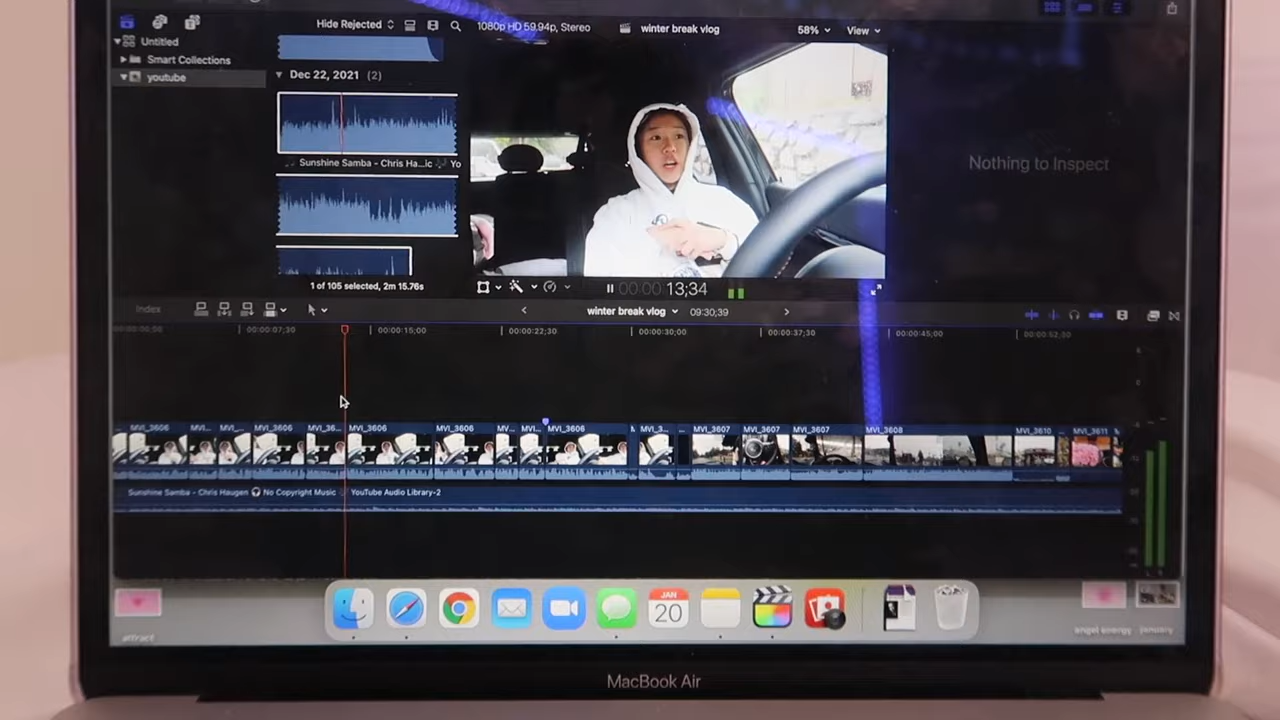 Hide Rejected
1080p HD 59.94p, Stereo
winter break vlog
58%
View
Untitled
Smart Collections
youtube
Dec 22, 2021 (2)
Sunshine Samba - Chris Ha...ic
Yo
Nothing to Inspect
1 of 105 selected, 2m 15.76s
00:00:00 13;34
Index
winter break vlog
09:30;39
00:00:00;00
00:00:07;30
00:00:15;00
00:00:22;30
00:00:30;00
00:00:37;30
00:00:45;00
00:00:52;30
MVI_3606
MVI...
MVI_...
MVI_3606
MVI_36...
MVI_3606
MVI_3606
MV...
MVI...
MVI_3606
MVI_3...
MVI_3607
MVI_3607
MVI_3607
MVI_3608
MVI_3610
MVI_3611
Sunshine Samba - Chris Haugen 🎧 No Copyright Music
YouTube Audio Library-2
JAN
20
attract
angel energy
january
MacBook Air